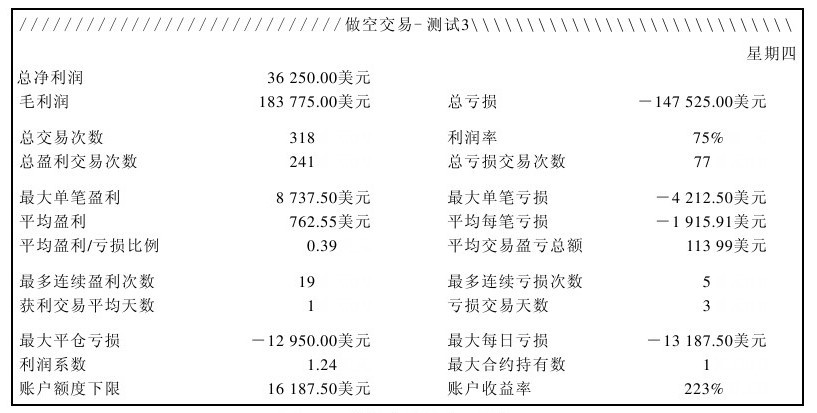 ////////////////////////////做空交易-测试3\\\\\\\\\\\\\\\\\\\\\\\\\\\\
星期四
总净利润 36 250.00美元
毛利润 183 775.00美元 总亏损 －147 525.00美元
总交易次数 318 利润率 75%
总盈利交易次数 241 总亏损交易次数 77
最大单笔盈利 8 737.50美元 最大单笔亏损 －4 212.50美元
平均盈利 762.55美元 平均每笔亏损 －1 915.91美元
平均盈利/亏损比例 0.39 平均交易盈亏总额 113 99美元
最多连续盈利次数 19 最多连续亏损次数 5
获利交易平均天数 1 亏损交易天数 3
最大平仓亏损 －12 950.00美元 最大每日亏损 －13 187.50美元
利润系数 1.24 最大合约持有数 1
账户额度下限 16 187.50美元 账户收益率 223%